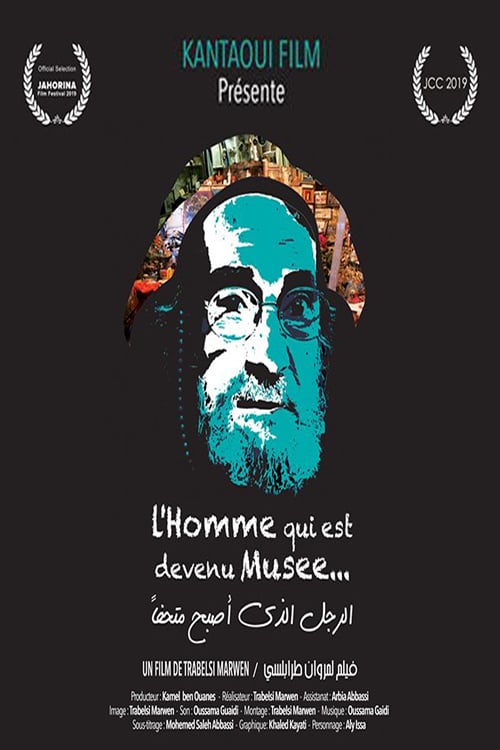 KANTAOUI FILM
Présente
Official Selection
JAHORINA
Film Festival 2019
JCC 2019
L'Homme qui est
devenu Musee...
الرجل الذي أصبح متحفاً
UN FILM DE TRABELSI MARWEN / فيلم لمروان طرابلسي
Producteur : Kamel ben Ouanes - Réalisateur : Trabelsi Marwen - Assistanat : Arbia Abbassi
Image : Trabelsi Marwen - Son : Oussama Guaidi - Montage : Trabelsi Marwen - Musique : Oussama Gaidi
Sous-titrage : Mohemed Saleh Abbassi - Graphique: Khaled Kayati - Personnage : Aly Issa